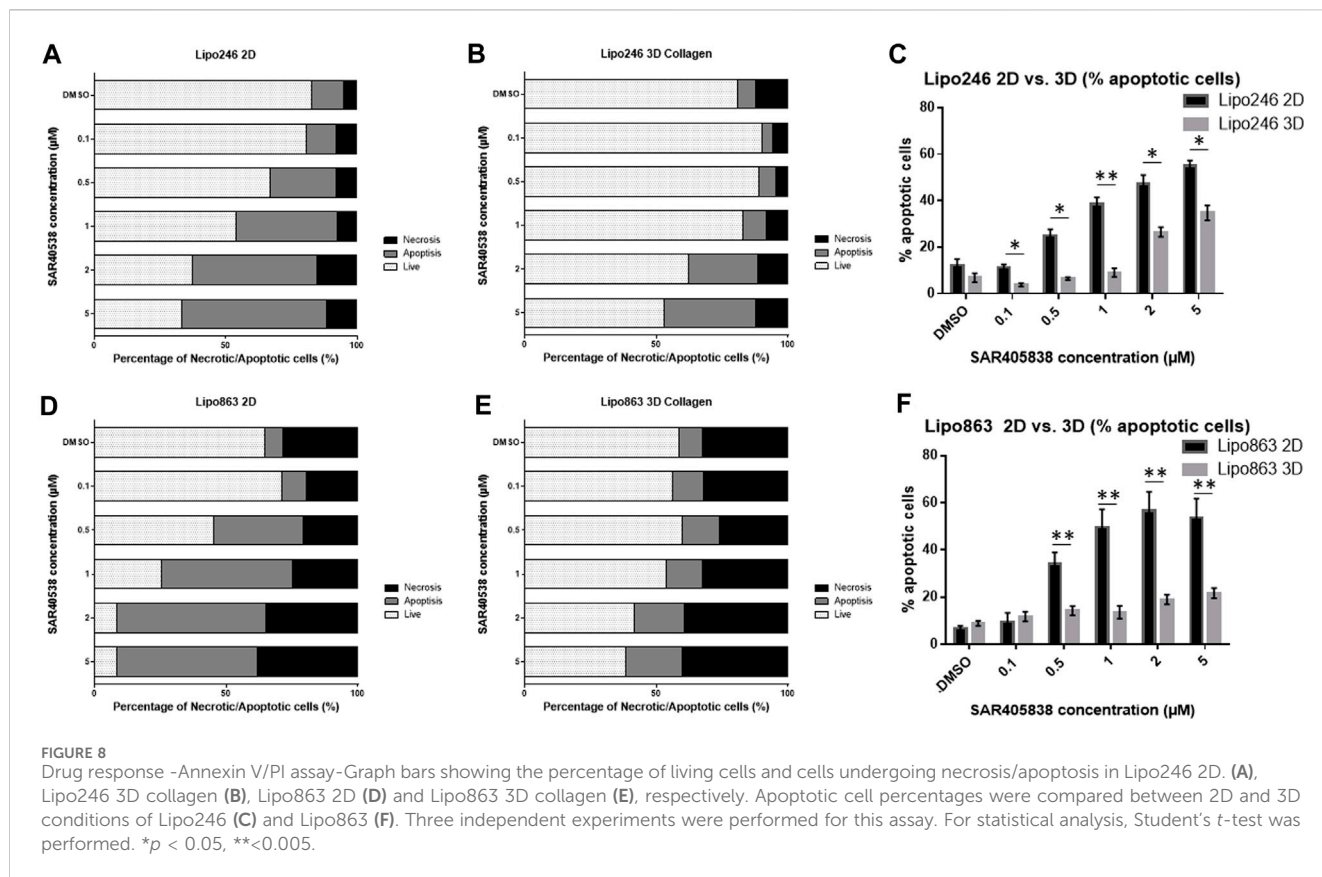 A
Lipo246 2D
SAR40538 concentration (µM)
DMSO
0.1
0.5
1
2
5
0
50
100
Percentage of Necrotic/Apoptotic cells (%)
Necrosis
Apoptisis
Live
B
Lipo246 3D Collagen
SAR40538 concentration (µM)
DMSO
0.1
0.5
1
2
5
0
50
100
Percentage of Necrotic/Apoptotic cells (%)
Necrosis
Apoptisis
Live
C
Lipo246 2D vs. 3D (% apoptotic cells)
Lipo246 2D
Lipo246 3D
% apoptotic cells
80
60
40
20
0
*
*
**
*
*
DMSO
0.1
0.5
1
2
5
SAR405838 concentration (µM)
D
Lipo863 2D
SAR40538 concentration (µM)
DMSO
0.1
0.5
1
2
5
0
50
100
Percentage of Necrotic/Apoptotic cells (%)
Necrosis
Apoptisis
Live
E
Lipo863 3D Collagen
SAR40538 concentration (µM)
DMSO
0.1
0.5
1
2
5
0
50
100
Percentage of Necrotic/Apoptotic cells (%)
Necrosis
Apoptisis
Live
F
Lipo863 2D vs. 3D (% apoptotic cells)
Lipo863 2D
Lipo863 3D
% apoptotic cells
80
60
40
20
0
**
**
**
**
.DMSO
0.1
0.5
1
2
5
SAR405838 concentration (µM)
FIGURE 8
Drug response -Annexin V/PI assay-Graph bars showing the percentage of living cells and cells undergoing necrosis/apoptosis in Lipo246 2D. (A),
Lipo246 3D collagen (B), Lipo863 2D (D) and Lipo863 3D collagen (E), respectively. Apoptotic cell percentages were compared between 2D and 3D
conditions of Lipo246 (C) and Lipo863 (F). Three independent experiments were performed for this assay. For statistical analysis, Student's t-test was
performed. *p < 0.05, **<0.005.